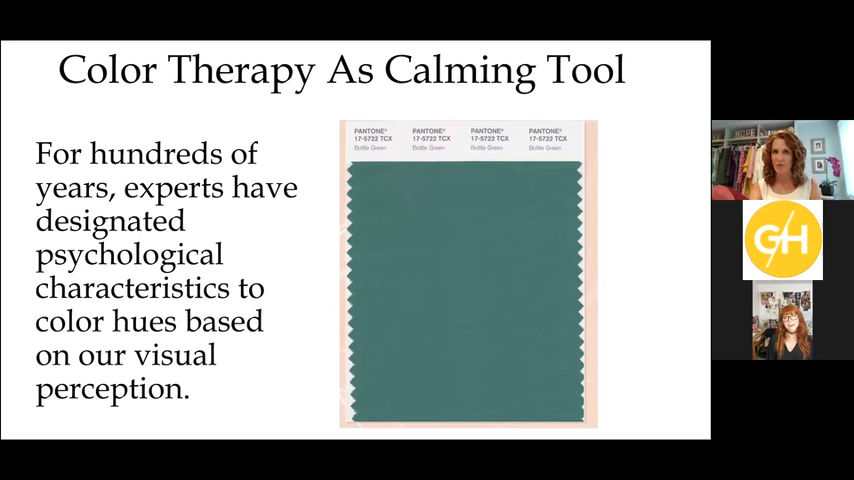 Color Therapy As Calming Tool
For hundreds of
years, experts have
designated
psychological
characteristics to
color hues based
on our visual
perception.
PANTONE® PANTONE® PANTONE® PANTONE®
17-5722 TCX 17-5722 TCX 17-5722 TCX 17-5722 TCX
Bottle Green Bottle Green Bottle Green Bottle Green
HOPE
G/H